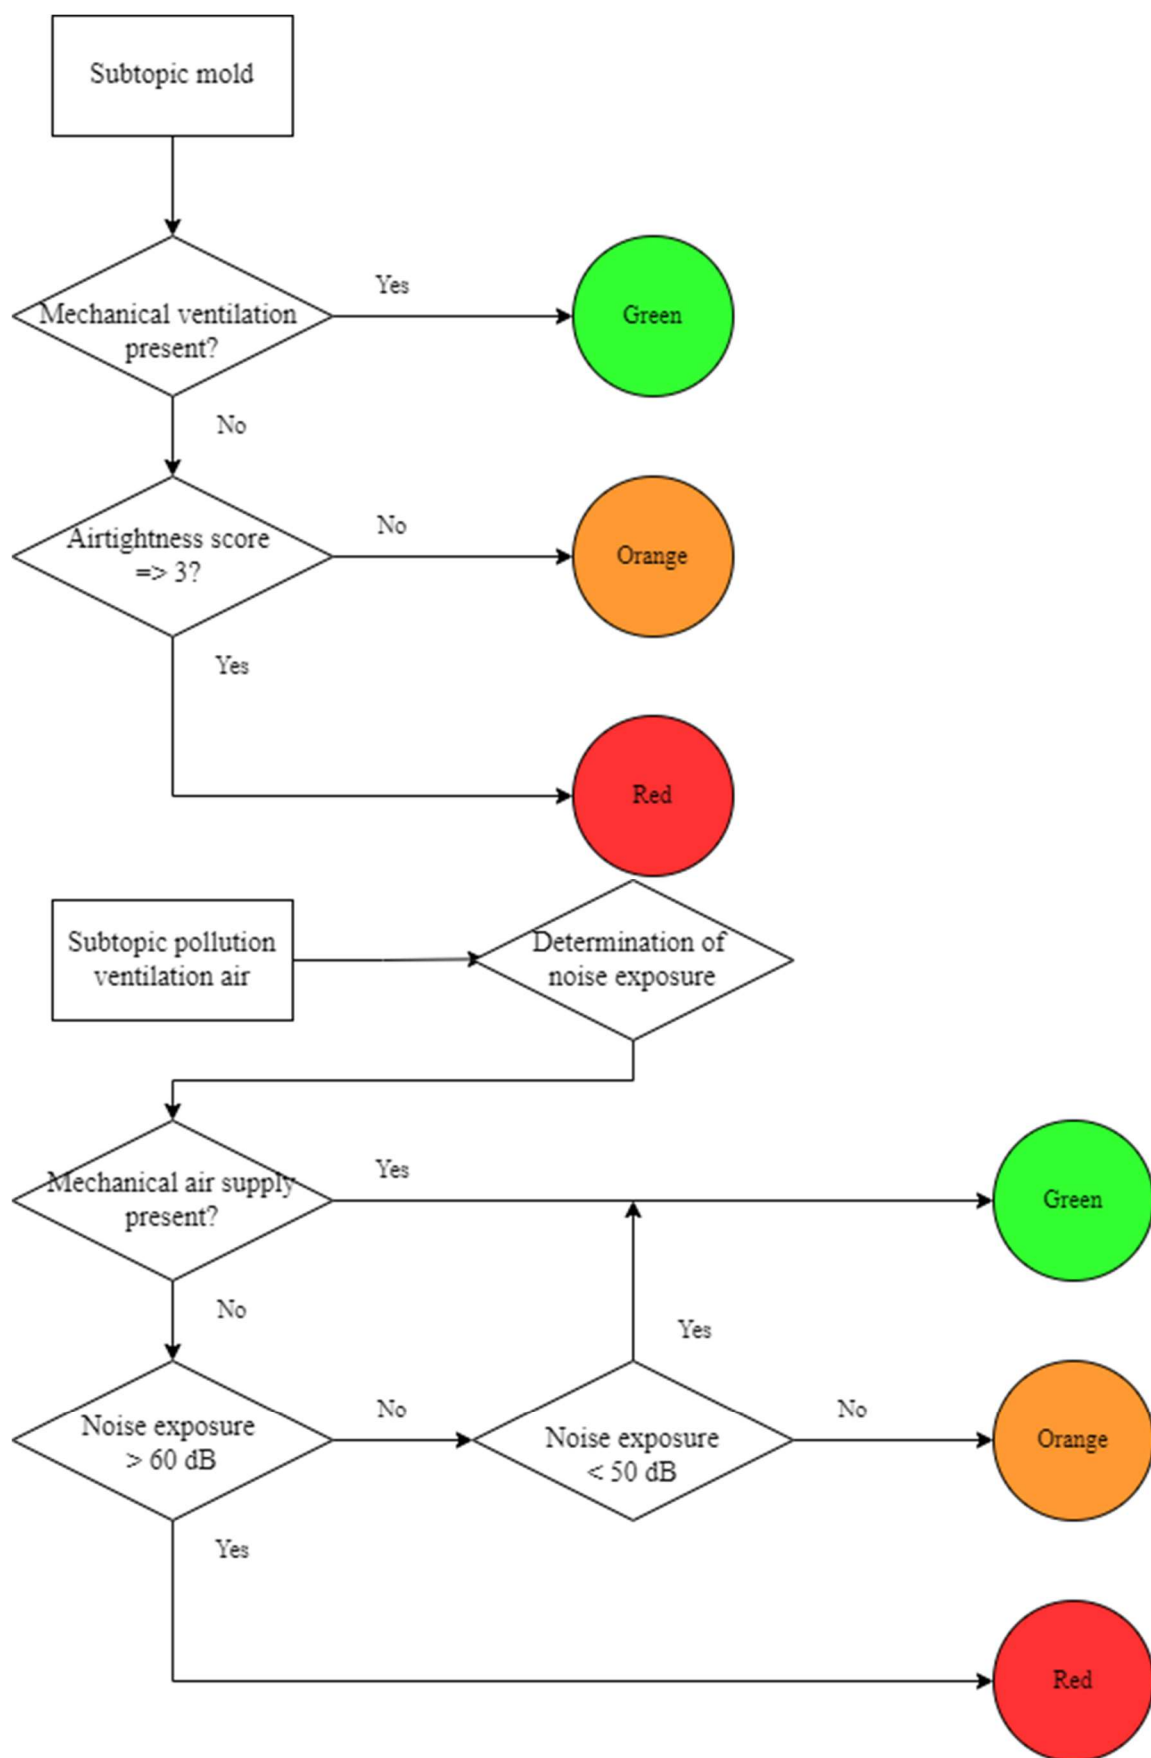 Subtopic mold
Mechanical ventilation
present?
Yes
Green
No
Airtightness score
=> 3?
No
Orange
Yes
Red
Subtopic pollution
ventilation air
Determination of
noise exposure
Mechanical air supply
present?
Yes
Green
No
Yes
Noise exposure
> 60 dB
No
Noise exposure
< 50 dB
No
Orange
Yes
Red